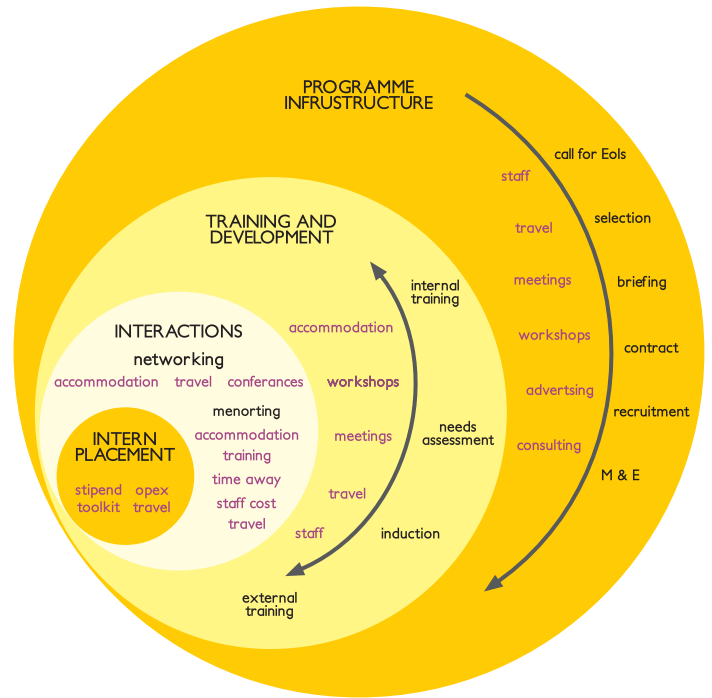 PROGRAMME
INFRUSTRUCTURE
call for EoIs
staff
selection
travel
meetings
briefing
workshops
contract
advertsing
recruitment
consulting
M & E
TRAINING AND
DEVELOPMENT
internal
training
accommodation
workshops
meetings
needs
assessment
travel
staff
induction
external
training
INTERACTIONS
networking
accommodation travel conferances
menorting
accommodation
training
time away
staff cost
travel
INTERN
PLACEMENT
stipend opex
toolkit travel